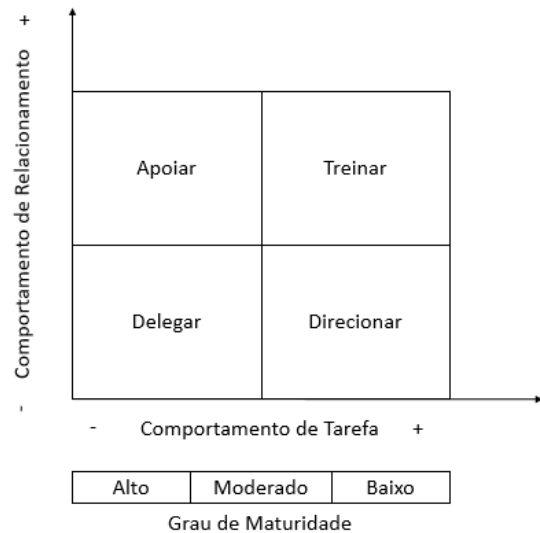 +
Comportamento de Relacionamento
-
Apoiar
Treinar
Delegar
Direcionar
- Comportamento de Tarefa +
Alto Moderado Baixo
Grau de Maturidade